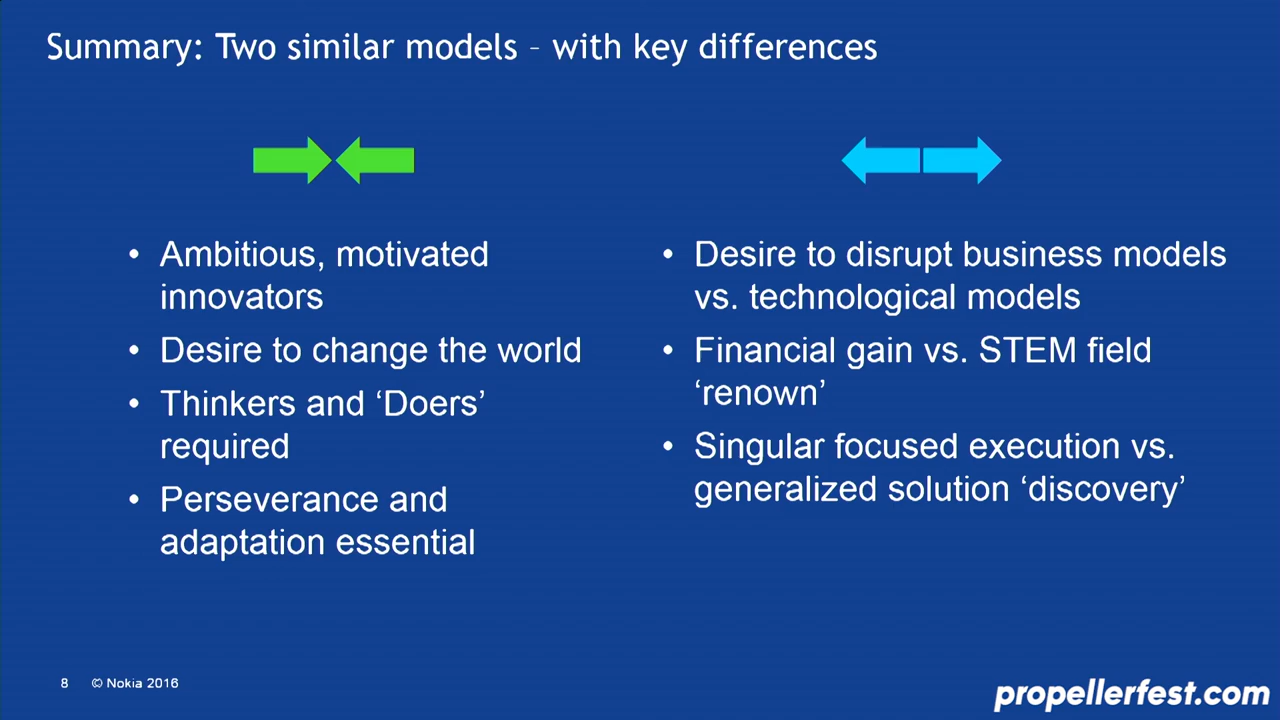 Summary: Two similar models – with key differences
• Ambitious, motivated
innovators
• Desire to change the world
• Thinkers and ‘Doers’
required
• Perseverance and
adaptation essential
• Desire to disrupt business models
vs. technological models
• Financial gain vs. STEM field
‘renown’
• Singular focused execution vs.
generalized solution ‘discovery’
8 © Nokia 2016
propellerfest.com